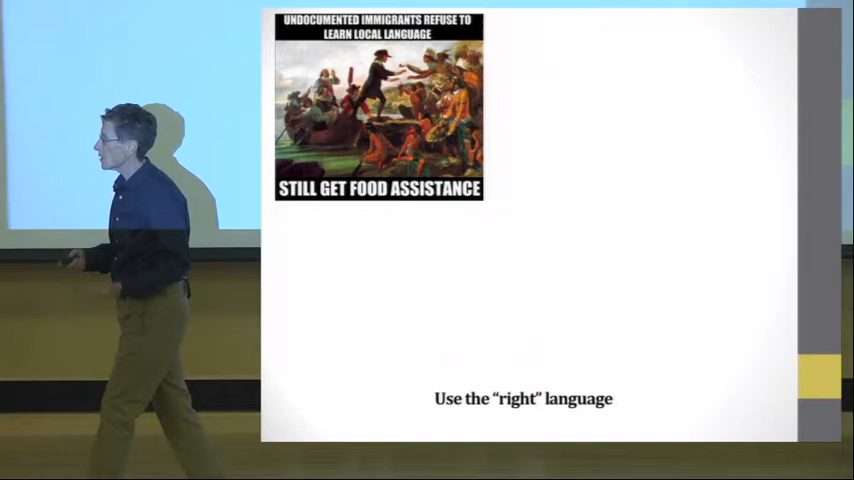 UNDOCUMENTED IMMIGRANTS REFUSE TO
LEARN LOCAL LANGUAGE
STILL GET FOOD ASSISTANCE
Use the “right” language